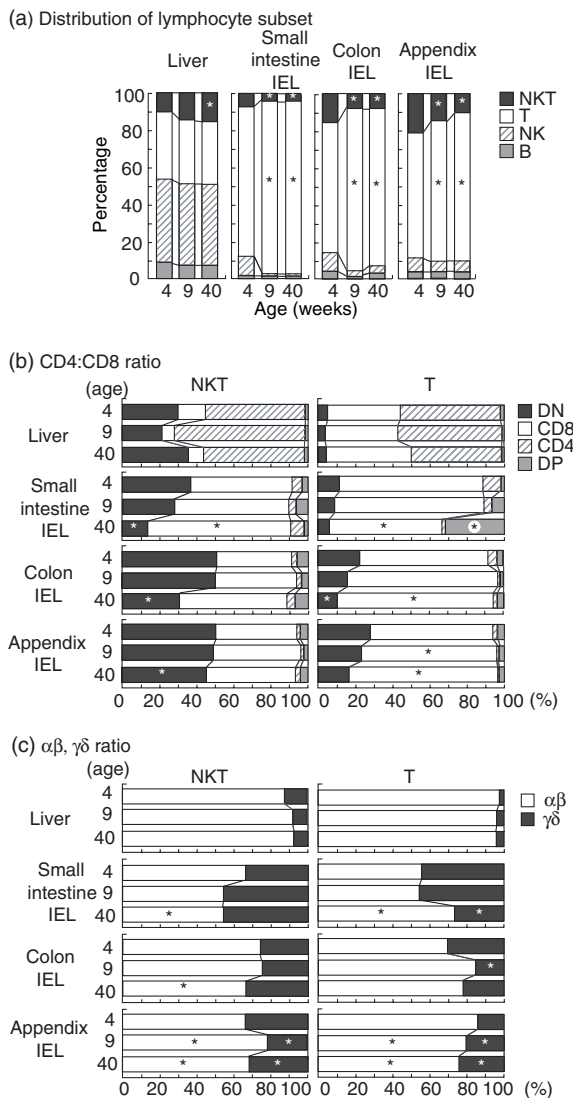 (a) Distribution of lymphocyte subset
Liver
Small
intestine
IEL
Colon
IEL
Appendix
IEL
NKT
T
NK
B
Percentage
100
80
60
40
20
0
* * * * * * *
* * * * * *
4 9 40 4 9 40 4 9 40 4 9 40
Age (weeks)
(b) CD4:CD8 ratio
(age) NKT T
DN
CD8
CD4
DP
Liver
4
9
40
Small
intestine
IEL
4
9
40
* * * *
Colon
IEL
4
9
40
* * *
Appendix
IEL
4
9
40
*
* *
0 20 40 60 80 100 0 20 40 60 80 100 (%)
(c) αβ, γδ ratio
(age) NKT T
αβ
γδ
Liver
4
9
40
Small
intestine
IEL
4
9
40
* * *
Colon
IEL
4
9
40
*
*
Appendix
IEL
4
9
40
* * * *
* * * *
0 20 40 60 80 100 0 20 40 60 80 100 (%)